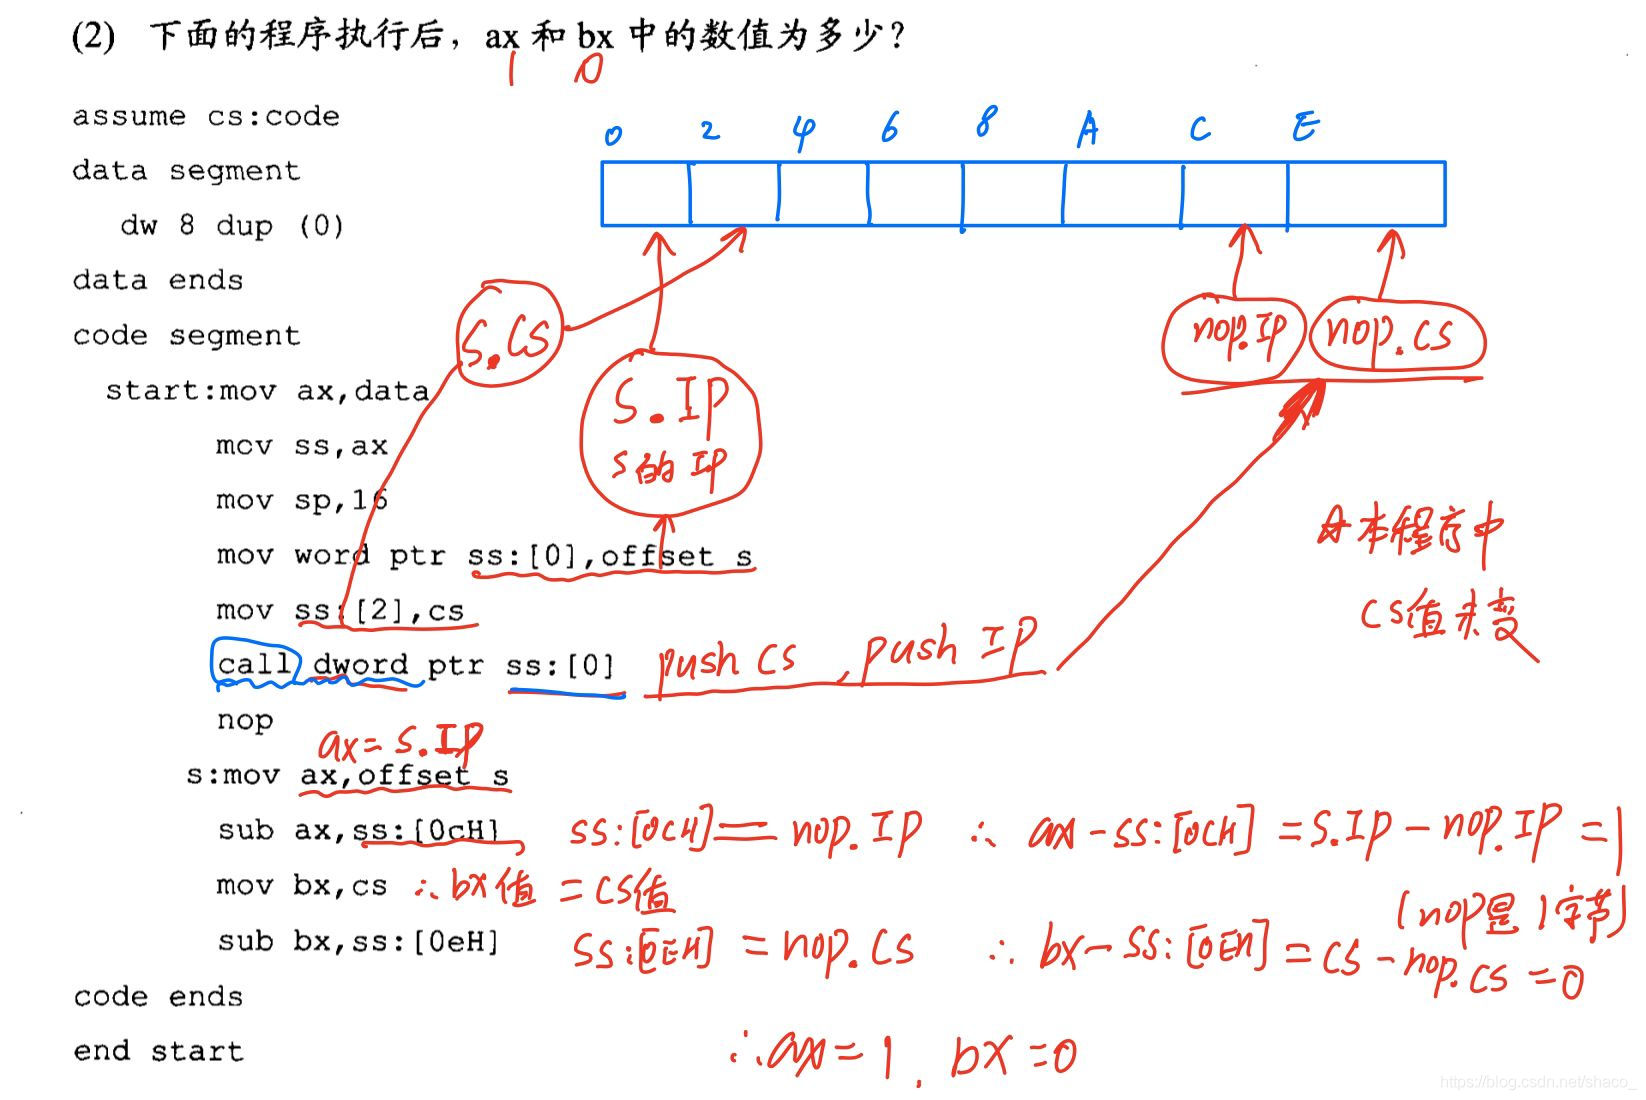 (2) 下面的程序执行后，ax 和 bx 中的数值为多少？
1 0
assume cs:code
0 2 4 6 8 A C E
data segment
dw 8 dup (0)
data ends
code segment
S.CS
nop.IP nop.CS
start:mov ax,data
S.IP
mov ss,ax
s的IP
mov sp,16
本程序中
mov word ptr ss:[0],offset s
CS值未变
mov ss:[2],cs
call dword ptr ss:[0] push CS , push IP
nop
ax=S.IP
s:mov ax,offset s
sub ax,ss:[0cH] ss:[0CH]=nop.IP ∴ ax-ss:[0CH]=S.IP-nop.IP=1
mov bx,cs ∴bx值=CS值
(nop是1字节)
sub bx,ss:[0eH] SS:[0EH]=nop.CS ∴ bx-SS:[0EH]=CS-nop.CS=0
code ends
end start
∴ax=1, bx=0
https://blog.csdn.net/shaco_